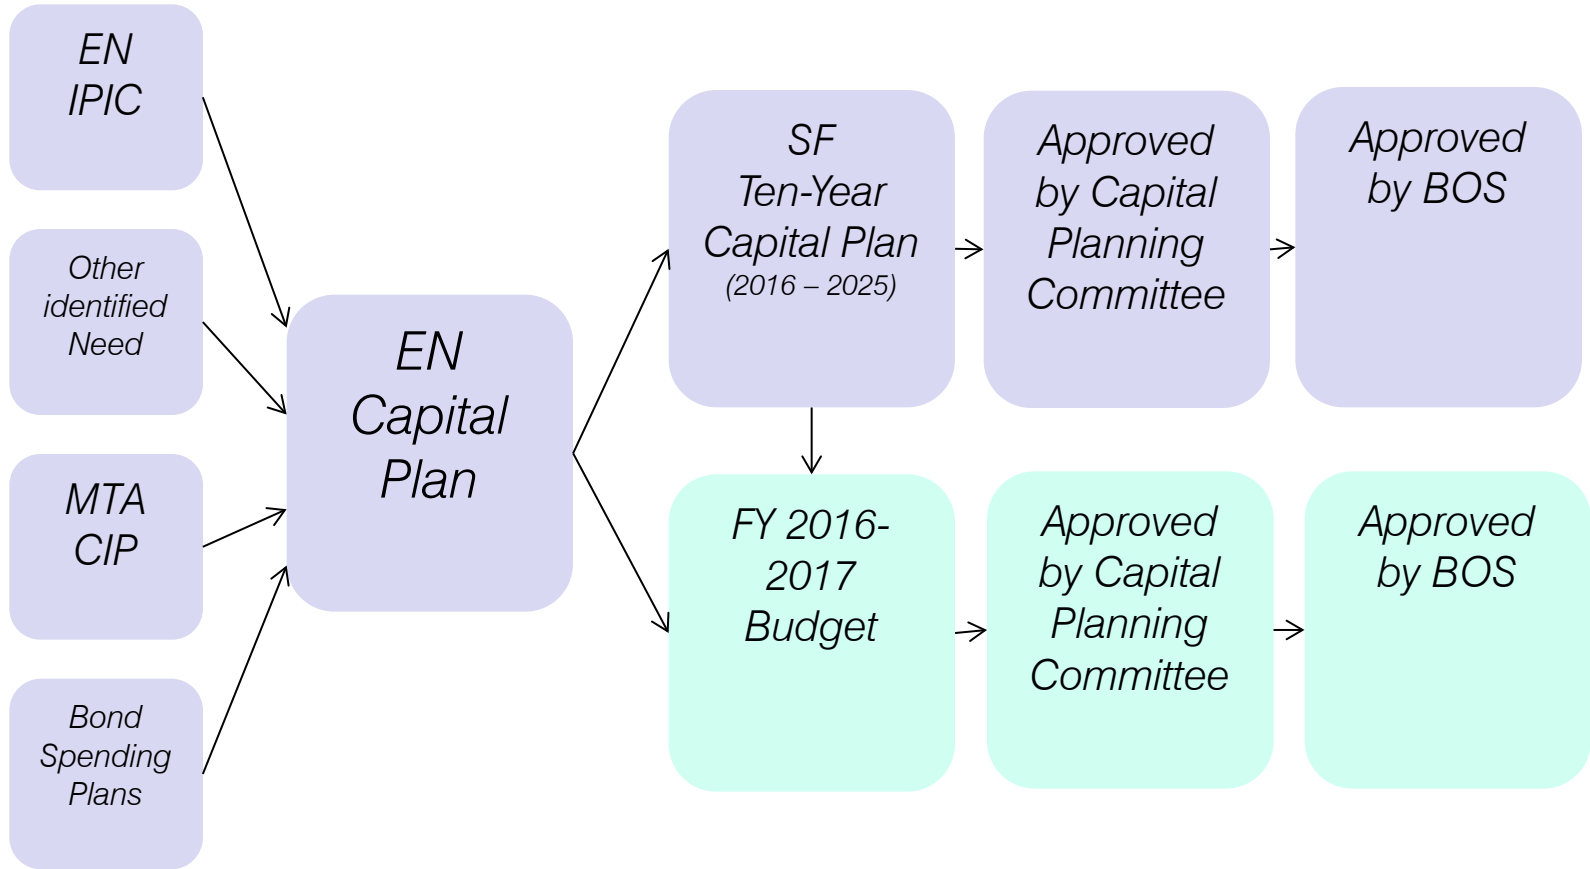 EN
IPIC
Other
identified
Need
MTA
CIP
Bond
Spending
Plans
EN
Capital
Plan
SF
Ten-Year
Capital Plan
(2016 – 2025)
Approved
by Capital
Planning
Committee
Approved
by BOS
FY 2016-
2017
Budget
Approved
by Capital
Planning
Committee
Approved
by BOS